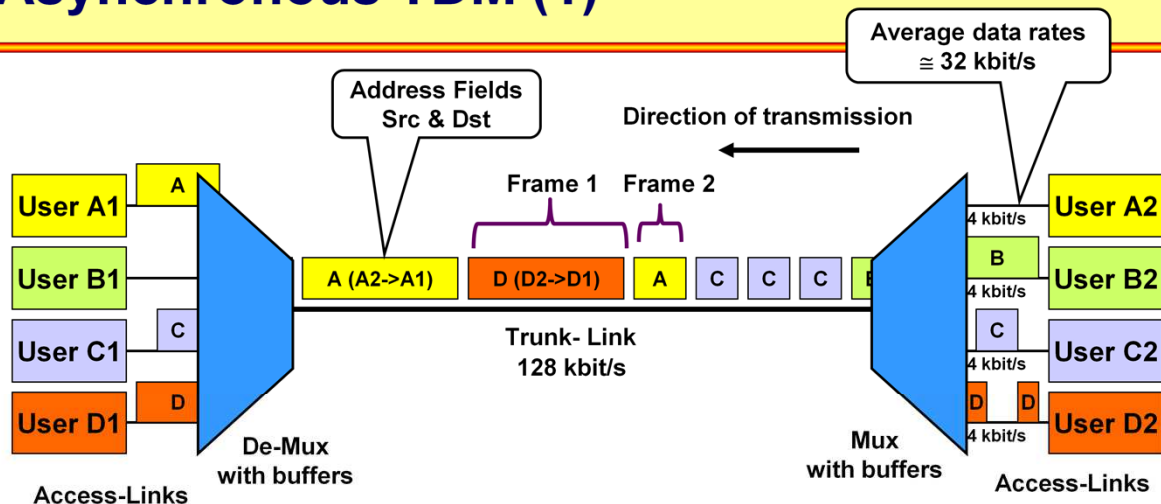 Asynchronous TDM (1)
Average data rates
≅ 32 kbit/s
Address Fields
Src & Dst
Direction of transmission
Frame 1
Frame 2
User A1
A
User B1
User C1
C
User D1
D
A (A2->A1)
D (D2->D1)
A
C
C
C
Trunk- Link
128 kbit/s
4 kbit/s
User A2
B
4 kbit/s
User B2
C
4 kbit/s
User C2
D
D
4 kbit/s
User D2
De-Mux
with buffers
Mux
with buffers
Access-Links
Access-Links